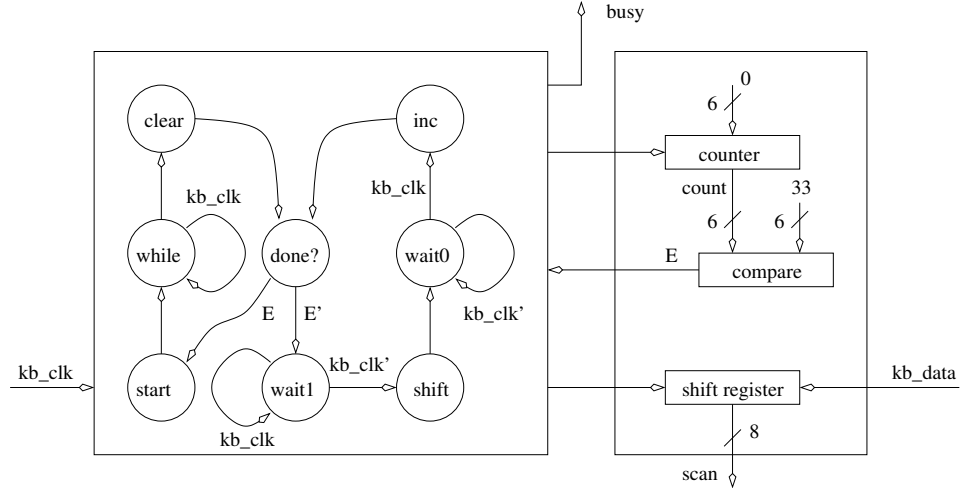 busy
0
6
clear
inc
counter
kb_clk
kb_clk
count
33
6
6
while
done?
wait0
E
compare
E
E'
kb_clk'
kb_clk
kb_clk'
kb_data
start
wait1
shift
shift register
kb_clk
8
scan